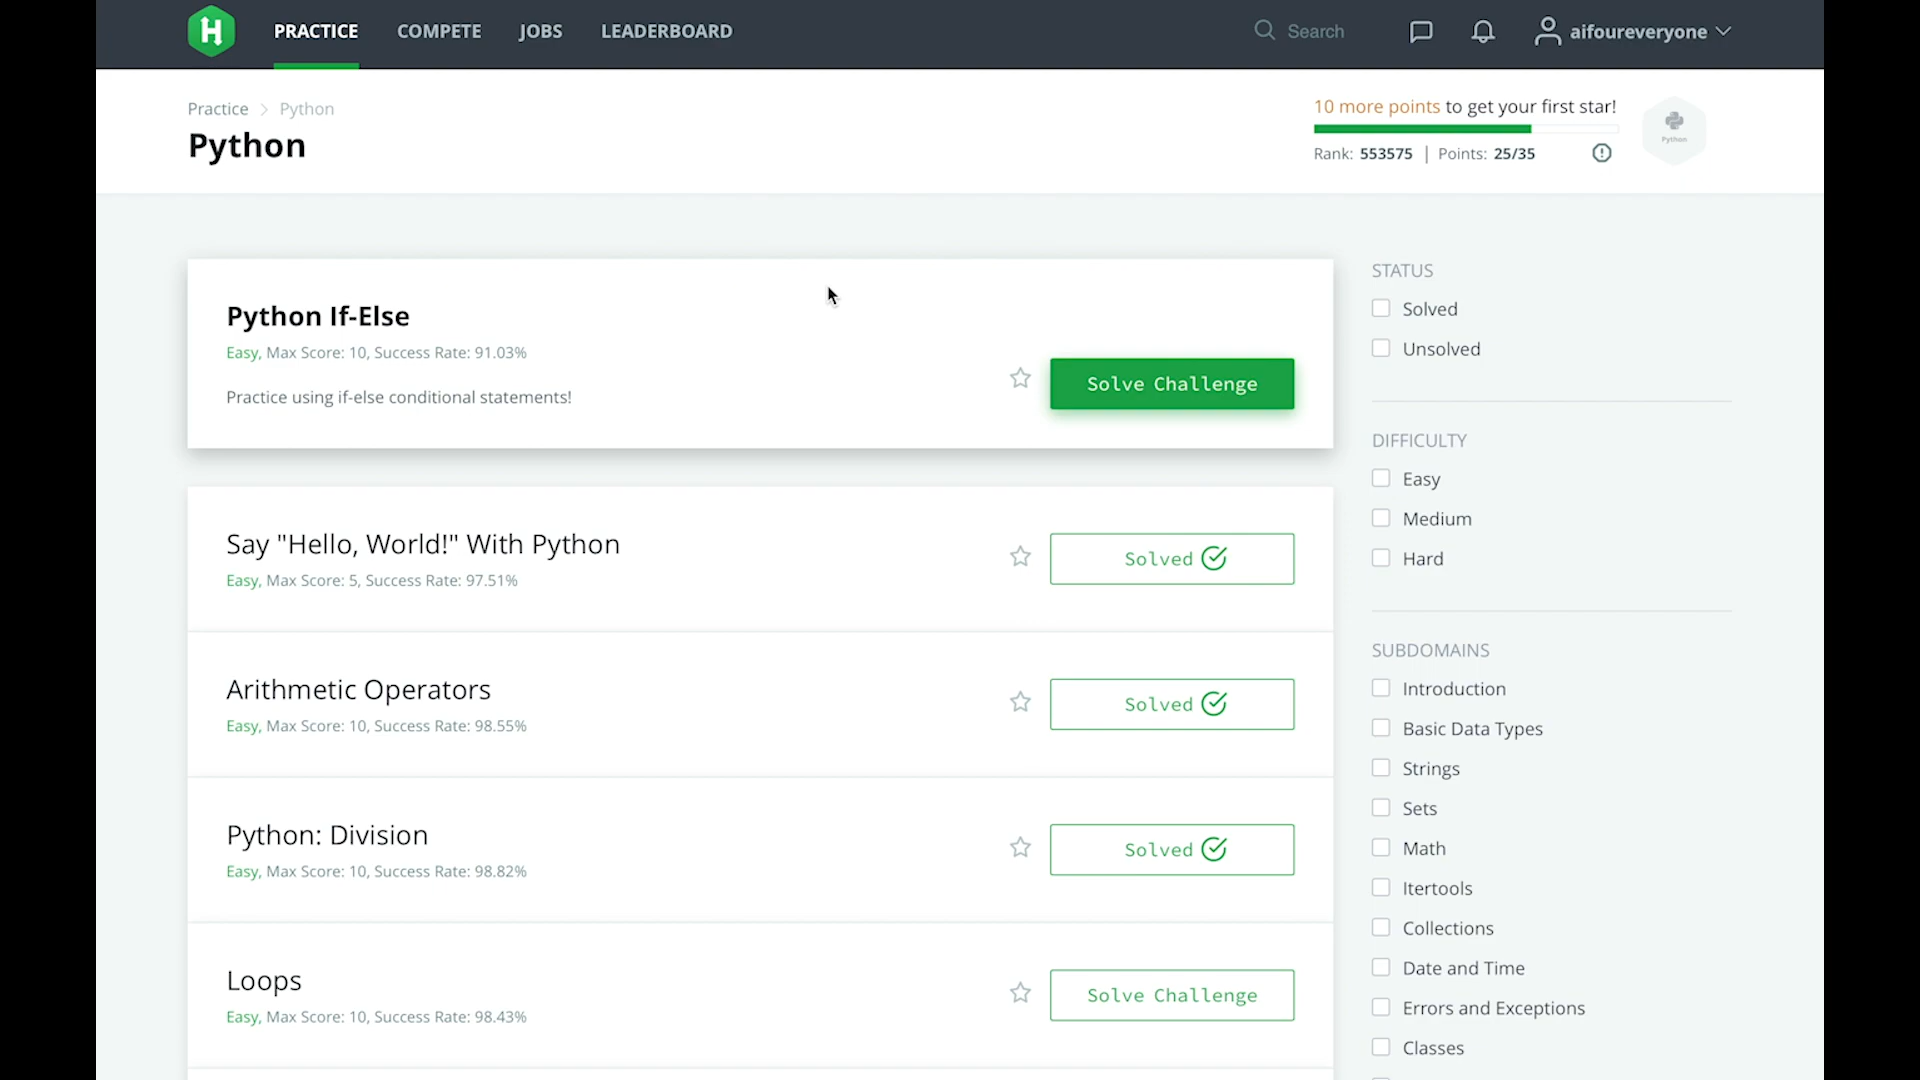 H
PRACTICE COMPETE JOBS LEADERBOARD Search aifoureveryone
Practice > Python
Python
10 more points to get your first star!
Rank: 553575 | Points: 25/35
Python
Python If-Else
Easy, Max Score: 10, Success Rate: 91.03%
Practice using if-else conditional statements!
Solve Challenge
Say "Hello, World!" With Python
Easy, Max Score: 5, Success Rate: 97.51%
Solved
Arithmetic Operators
Easy, Max Score: 10, Success Rate: 98.55%
Solved
Python: Division
Easy, Max Score: 10, Success Rate: 98.82%
Solved
Loops
Easy, Max Score: 10, Success Rate: 98.43%
Solve Challenge
STATUS
Solved
Unsolved
DIFFICULTY
Easy
Medium
Hard
SUBDOMAINS
Introduction
Basic Data Types
Strings
Sets
Math
Itertools
Collections
Date and Time
Errors and Exceptions
Classes